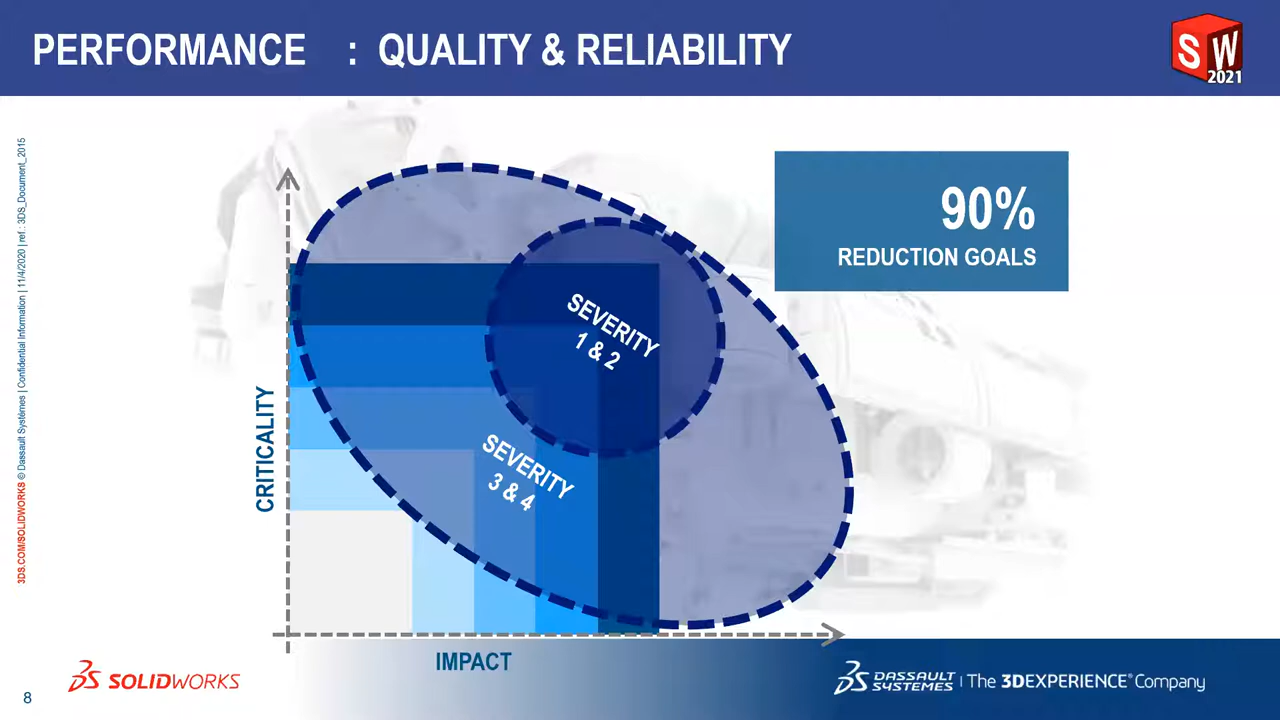 PERFORMANCE : QUALITY & RELIABILITY
SW
2021
3DS.COM/SOLIDWORKS © Dassault Systèmes | Confidential Information | 11/4/2020 | ref.: 3DS_Document_2015
90%
REDUCTION GOALS
SEVERITY
1 & 2
SEVERITY
3 & 4
CRITICALITY
IMPACT
SOLIDWORKS
DASSAULT
SYSTEMES
The 3DEXPERIENCE® Company
8